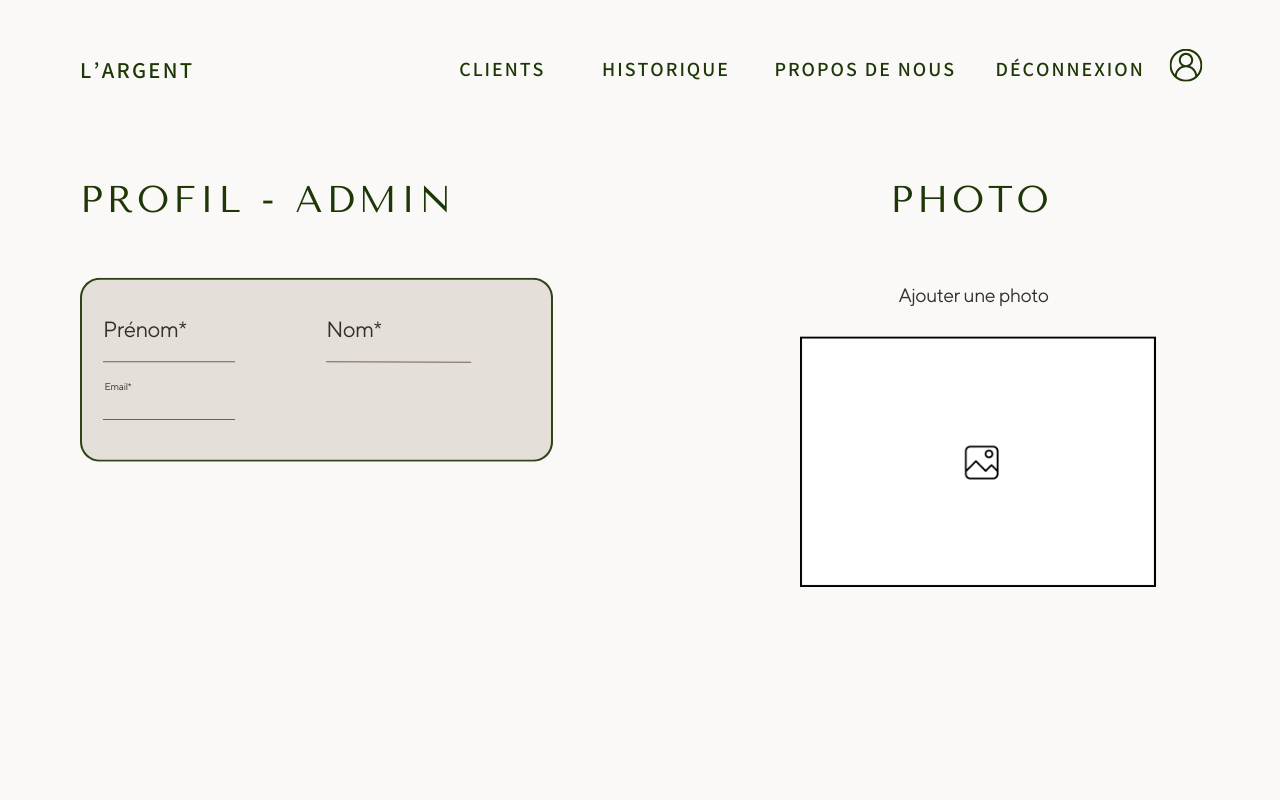 L’ARGENT
CLIENTS
HISTORIQUE
PROPOS DE NOUS
DÉCONNEXION
PROFIL - ADMIN
PHOTO
Ajouter une photo
Prénom*
Nom*
Email*